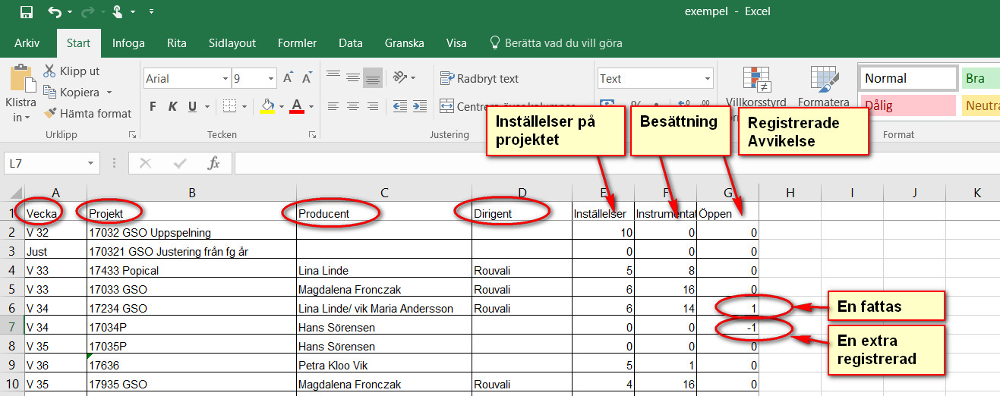 exempel - Excel
Arkiv Start Infoga Rita Sidlayout Formler Data Granska Visa Berätta vad du vill göra
Klistra in
Klipp ut
Kopiera
Hämta format
Urklipp
Arial 9
F K U
Tecken
Radbryt text
Centrera över kolumner
Justering
Text
Villkorsstyrd
Formatera
Normal Bra
Dålig
Format
Inställelser på
projektet
Besättning
Registrerade
Avvikelse
L7
fx
A B C D E F G H I J K
1 Vecka Projekt Producent Dirigent Inställelser Instrumentat Öppen
2 V 32 17032 GSO Uppspelning 10 0 0
3 Just 170321 GSO Justering från fg år 0 0 0
4 V 33 17433 Popical Lina Linde Rouvali 5 8 0
5 V 33 17033 GSO Magdalena Fronczak Rouvali 6 16 0
6 V 34 17234 GSO Lina Linde/ vik Maria Andersson Rouvali 6 14 1
En fattas
7 V 34 17034P Hans Sörensen 0 0 -1
En extra
registrerad
8 V 35 17035P Hans Sörensen 0 0 0
9 V 36 17636 Petra Kloo Vik 5 1 0
10 V 35 17935 GSO Magdalena Fronczak Rouvali 4 16 0